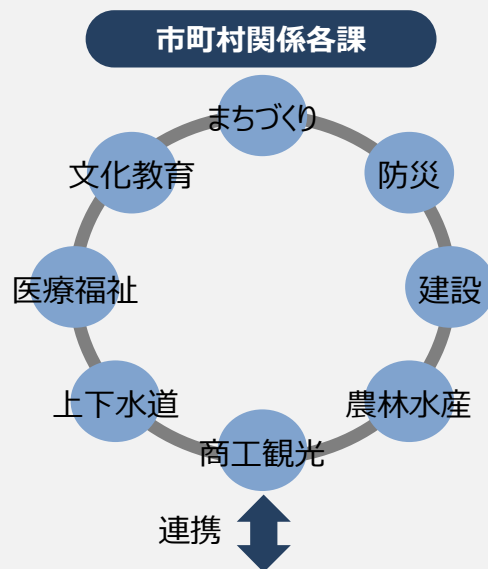 市町村関係各課
まちづくり
文化教育
防災
医療福祉
建設
上下水道
農林水産
商工観光
連携